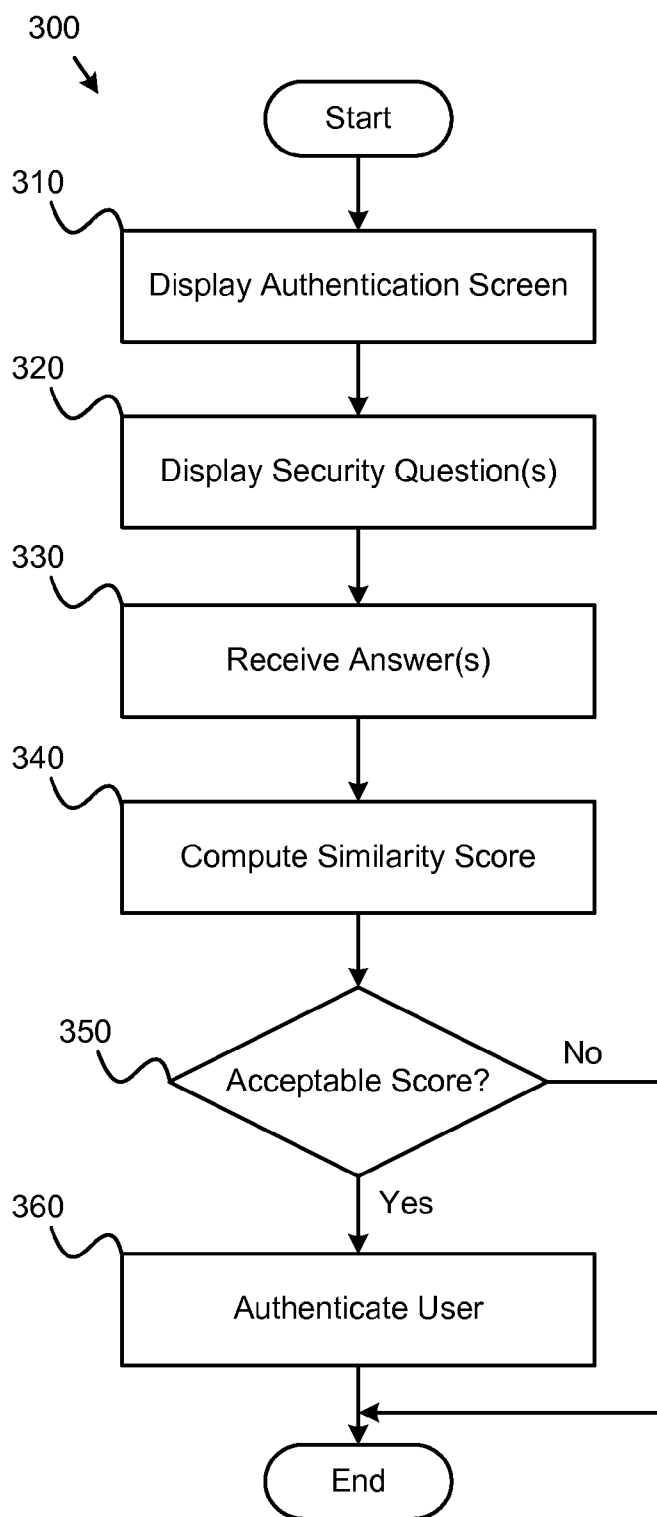 300
Start
310
Display Authentication Screen
320
Display Security Question(s)
330
Receive Answer(s)
340
Compute Similarity Score
350
Acceptable Score?
No
Yes
360
Authenticate User
End